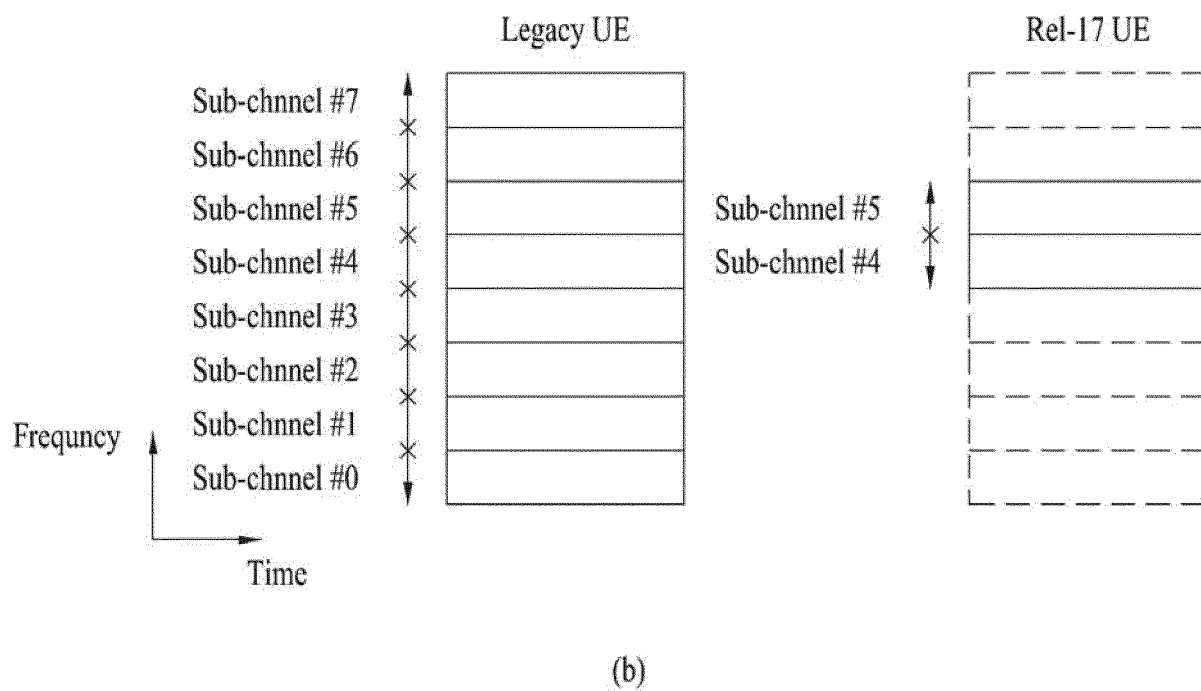 Legacy UE
Rel-17 UE
Sub-chnnel #7
Sub-chnnel #6
Sub-chnnel #5
Sub-chnnel #4
Sub-chnnel #3
Sub-chnnel #2
Sub-chnnel #1
Sub-chnnel #0
Sub-chnnel #5
Sub-chnnel #4
Frequncy
Time
(b)